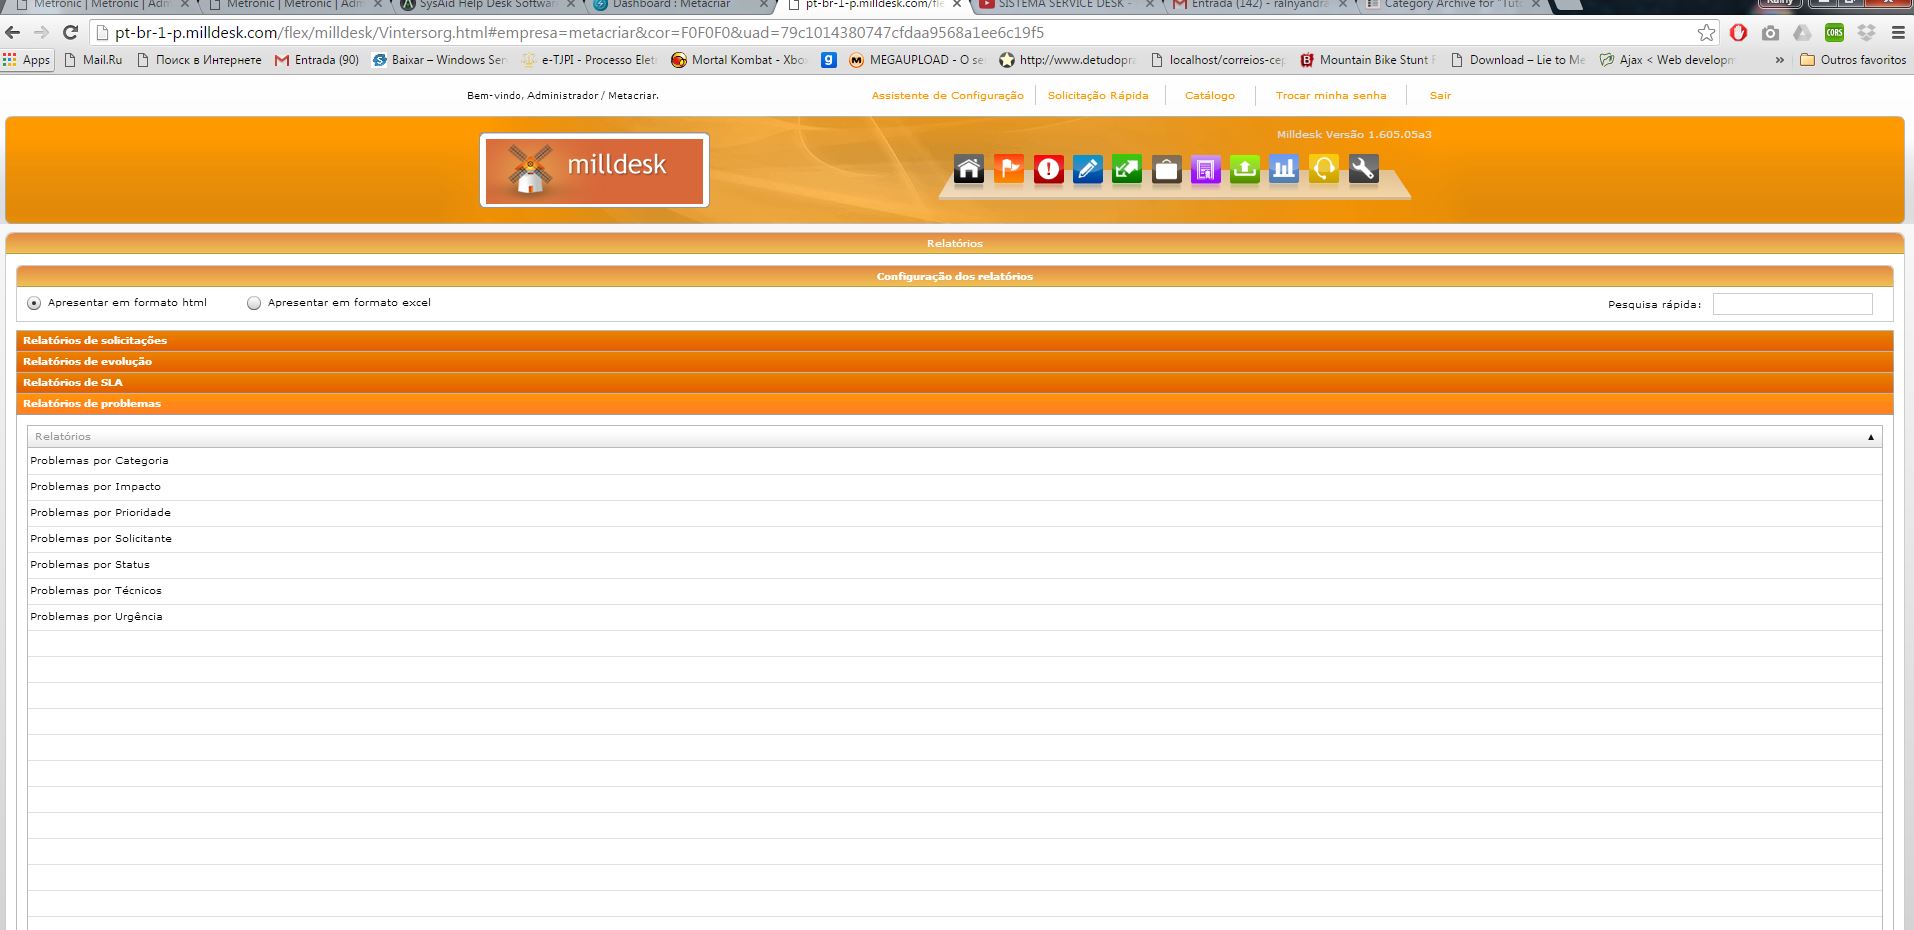 Metronic | Metronic | Adm
Metronic | Metronic | Adm
SysAid Help Desk Softwar
Dashboard : Metacriar
pt-br-1-p.milldesk.com/fle
SISTEMA SERVICE DESK -
Entrada (142) - ralnyandra
Category Archive for "Tuto
pt-br-1-p.milldesk.com/flex/milldesk/Vintersorg.html#empresa=metacriar&cor=F0F0F0&uad=79c1014380747cfdaa9568a1ee6c19f5
CORS
Apps Mail.Ru Поиск в Интернете Entrada (90) Baixar – Windows Ser e-TJPI - Processo Elet Mortal Kombat - Xbo g MEGAUPLOAD - O se http://www.detudopra localhost/correios-cep Mountain Bike Stunt F Download – Lie to Me Ajax < Web developm » Outros favoritos
Bem-vindo, Administrador / Metacriar.
Assistente de Configuração Solicitação Rápida Catálogo Trocar minha senha Sair
Milldesk Versão 1.605.05a3
milldesk
Relatórios
Configuração dos relatórios
Apresentar em formato html Apresentar em formato excel Pesquisa rápida:
Relatórios de solicitações
Relatórios de evolução
Relatórios de SLA
Relatórios de problemas
Relatórios
Problemas por Categoria
Problemas por Impacto
Problemas por Prioridade
Problemas por Solicitante
Problemas por Status
Problemas por Técnicos
Problemas por Urgência